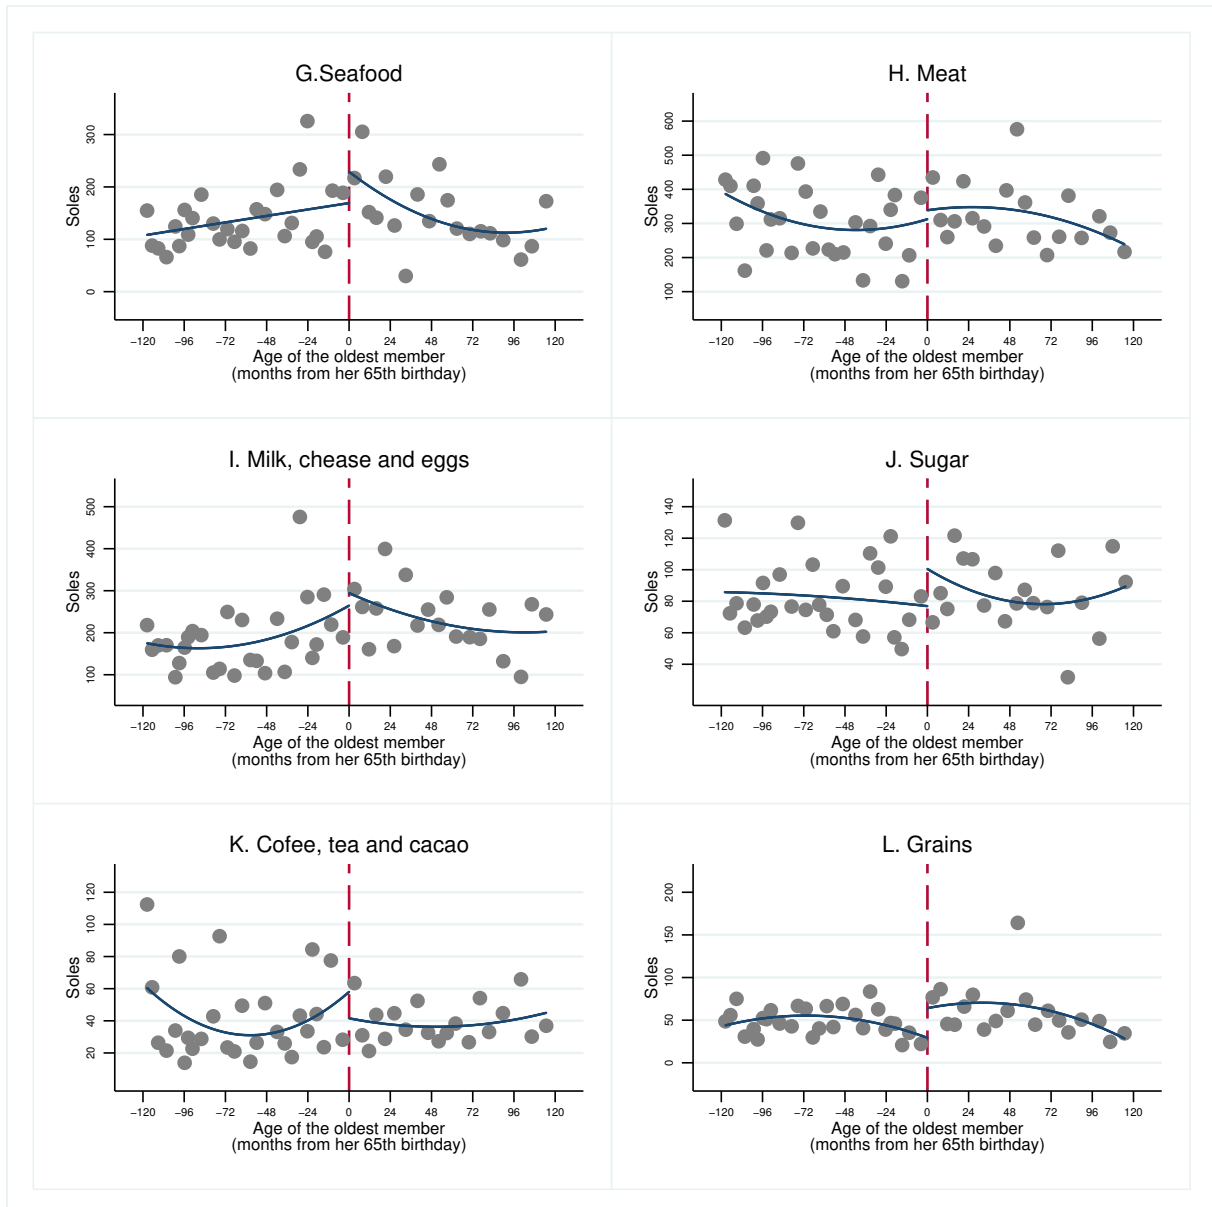 G.Seafood
Soles
0 100 200 300
−120 −96 −72 −48 −24 0 24 48 72 96 120
Age of the oldest member
(months from her 65th birthday)
H. Meat
Soles
100 200 300 400 500 600
−120 −96 −72 −48 −24 0 24 48 72 96 120
Age of the oldest member
(months from her 65th birthday)
I. Milk, chease and eggs
Soles
100 200 300 400 500
−120 −96 −72 −48 −24 0 24 48 72 96 120
Age of the oldest member
(months from her 65th birthday)
J. Sugar
Soles
40 60 80 100 120 140
−120 −96 −72 −48 −24 0 24 48 72 96 120
Age of the oldest member
(months from her 65th birthday)
K. Cofee, tea and cacao
Soles
20 40 60 80 100 120
−120 −96 −72 −48 −24 0 24 48 72 96 120
Age of the oldest member
(months from her 65th birthday)
L. Grains
Soles
0 50 100 150 200
−120 −96 −72 −48 −24 0 24 48 72 96 120
Age of the oldest member
(months from her 65th birthday)